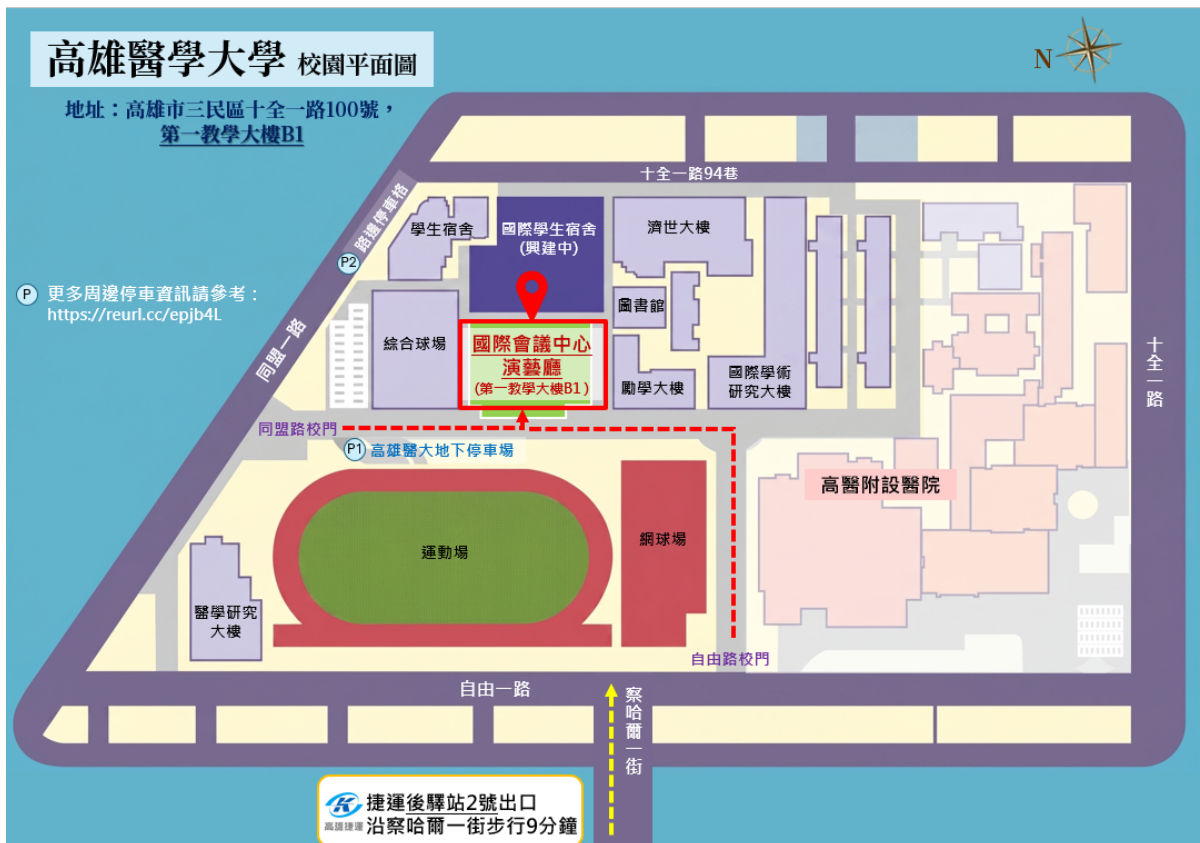 高雄醫學大學 校園平面圖
地址：高雄市三民區十全一路100號，
第一教學大樓B1
N
十全一路94巷
P2 路邊停車格
同盟一路
P 更多周邊停車資訊請參考：
https://reurl.cc/epjb4L
學生宿舍
國際學生宿舍
(興建中)
濟世大樓
圖書館
綜合球場
國際會議中心
演藝廳
(第一教學大樓B1)
勵學大樓
國際學術
研究大樓
十全一路
同盟路校門
P1 高雄醫大地下停車場
高醫附設醫院
運動場
網球場
醫學研究
大樓
自由路校門
自由一路
察哈爾一街
高雄捷運
捷運後驛站2號出口
沿察哈爾一街步行9分鐘